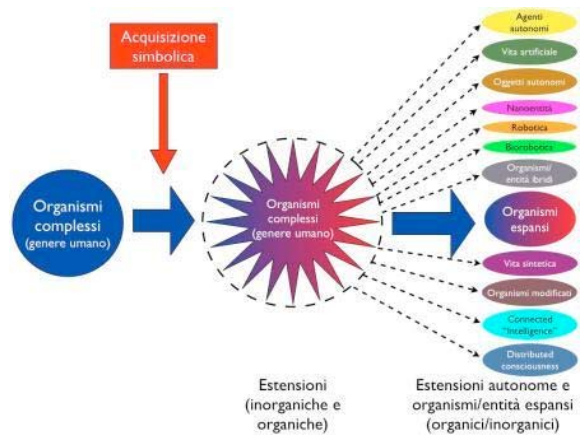 Acquisizione
simbolica
Organismi
complessi
(genere umano)
Organismi
complessi
(genere umano)
Agenti
autonomi
Vita artificiale
Oggetti autonomi
Nanoentità
Robotica
Biorobotica
Organismi/
entità ibridi
Organismi
espansi
Vita sintetica
Organismi modificati
Connected
"Intelligence"
Distributed
consciousness
Estensioni
(inorganiche e
organiche)
Estensioni autonome e
organismi/entità espansi
(organici/inorganici)